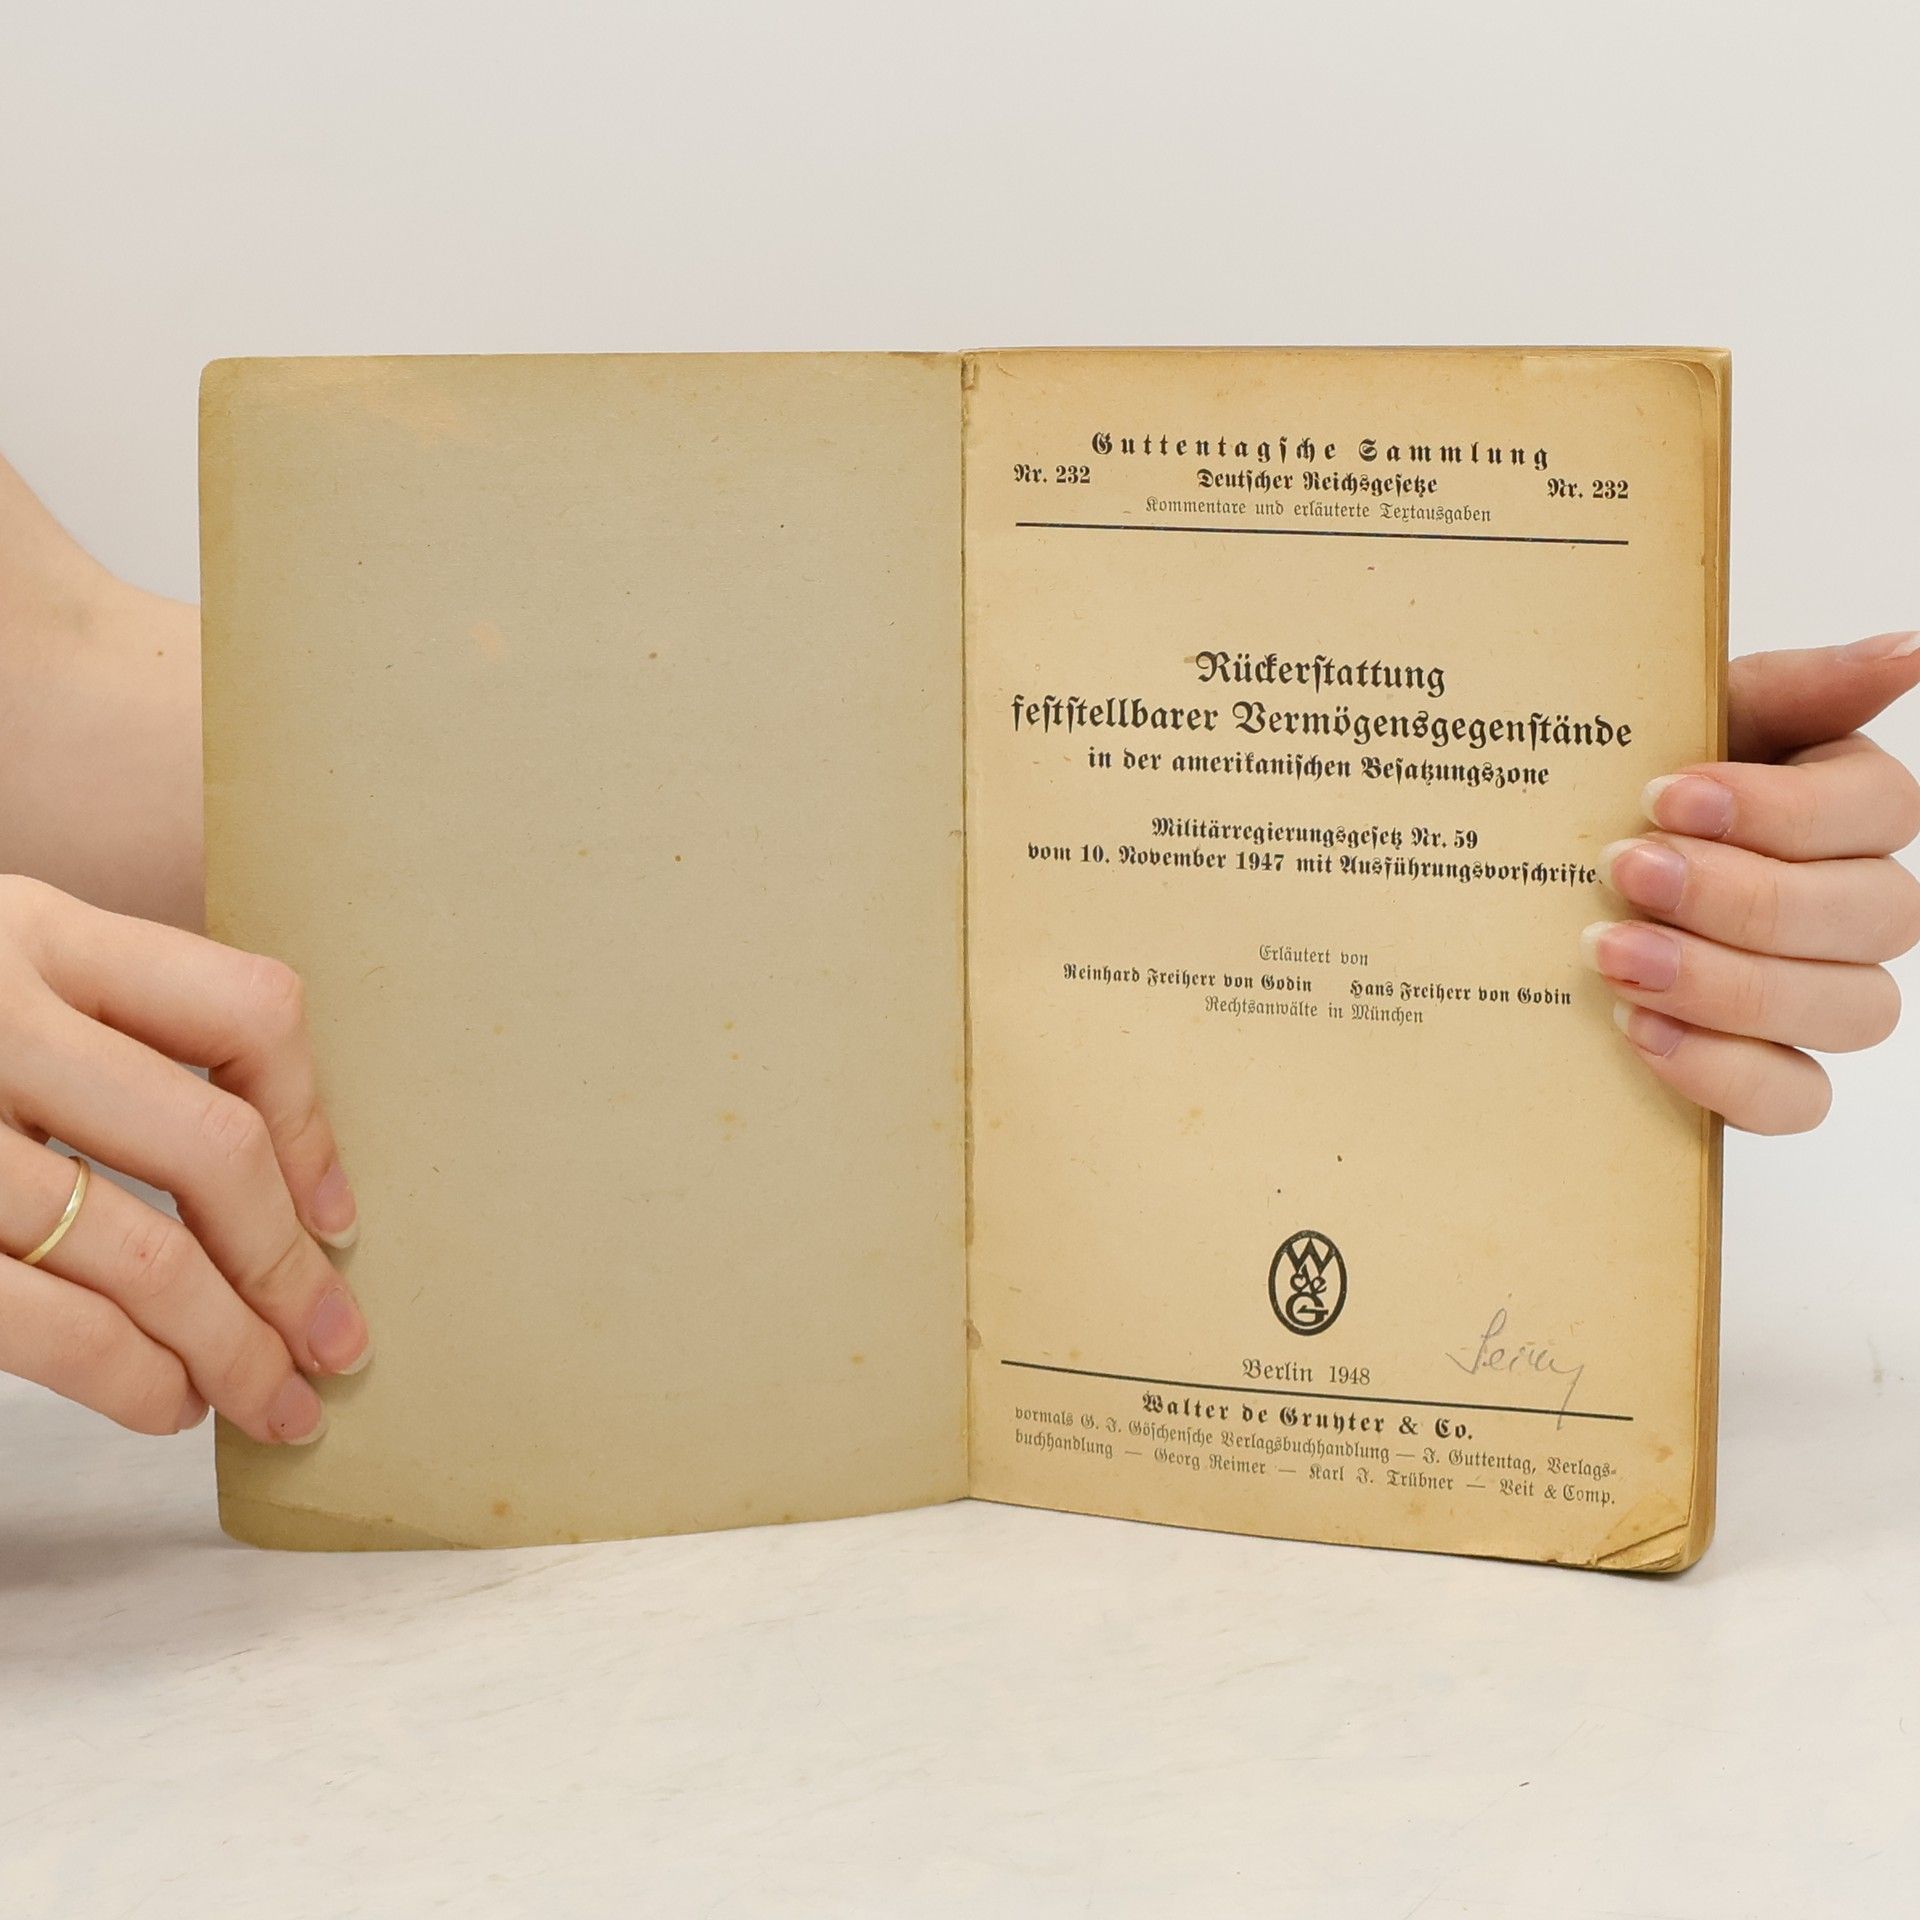 Guttentagsche Sammlung
Nr. 232 Deutscher Reichsgesetze Nr. 232
Kommentare und erläuterte Textausgaben
Rückerstattung
feststellbarer Vermögensgegenstände
in der amerikanischen Besatzungszone
Militärregierungsgesetz Nr. 59
vom 10. November 1947 mit Ausführungsvorschrifte
Erläutert von
Reinhard Freiherr von Godin Hans Freiherr von Godin
Rechtsanwälte in München
W & G
Berlin 1948
Walter de Gruyter & Co.
vormals G. J. Göschensche Verlagsbuchhandlung — J. Guttentag, Verlags-
buchhandlung — Georg Reimer — Karl J. Trübner — Veit & Comp.